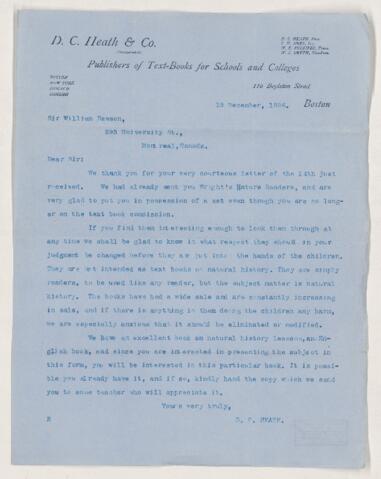 D. C. Heath & Co.
(Incorporated)
Publishers of Text-Books for Schools and Colleges
D. C. HEATH, Pres.
W. E. PULSIFER, Treas.
W. S. SMYTH,
BOSTON
NEW YORK
CHICAGO
LONDON
110 Boylston Street
Boston
18 December, 1896.
Sir William Dawson,
293 University St.,
Montreal, Canada.
Dear Sir:
We thank you for your very courteous letter of the 14th just
received. We had already sent you Wright's Nature Readers, and are
very glad to put you in possession of a set even though you are no long-
er on the text book commission.
If you find them interesting enough to look them through at
any time we shall be glad to know in what respect they should in your
judgment be changed before they are put into the hands of the children.
They are not intended as text books on natural history. They are simply
readers, to be used like any reader, but the subject matter is natural
history. The books have had a wide sale and are constantly increasing
in sale, and if there is anything in them doing the children any harm,
we are especially anxious that it should be eliminated or modified.
We have an excellent book on natural history lessons, an En-
glish book, and since you are interested in presenting the subject in
this form, you will be interested in this particular book. It is possi-
ble you already have it, and if so, kindly hand the copy which we send
you to some teacher who will appreciate it.
Yours very truly,
D. C. HEATH.